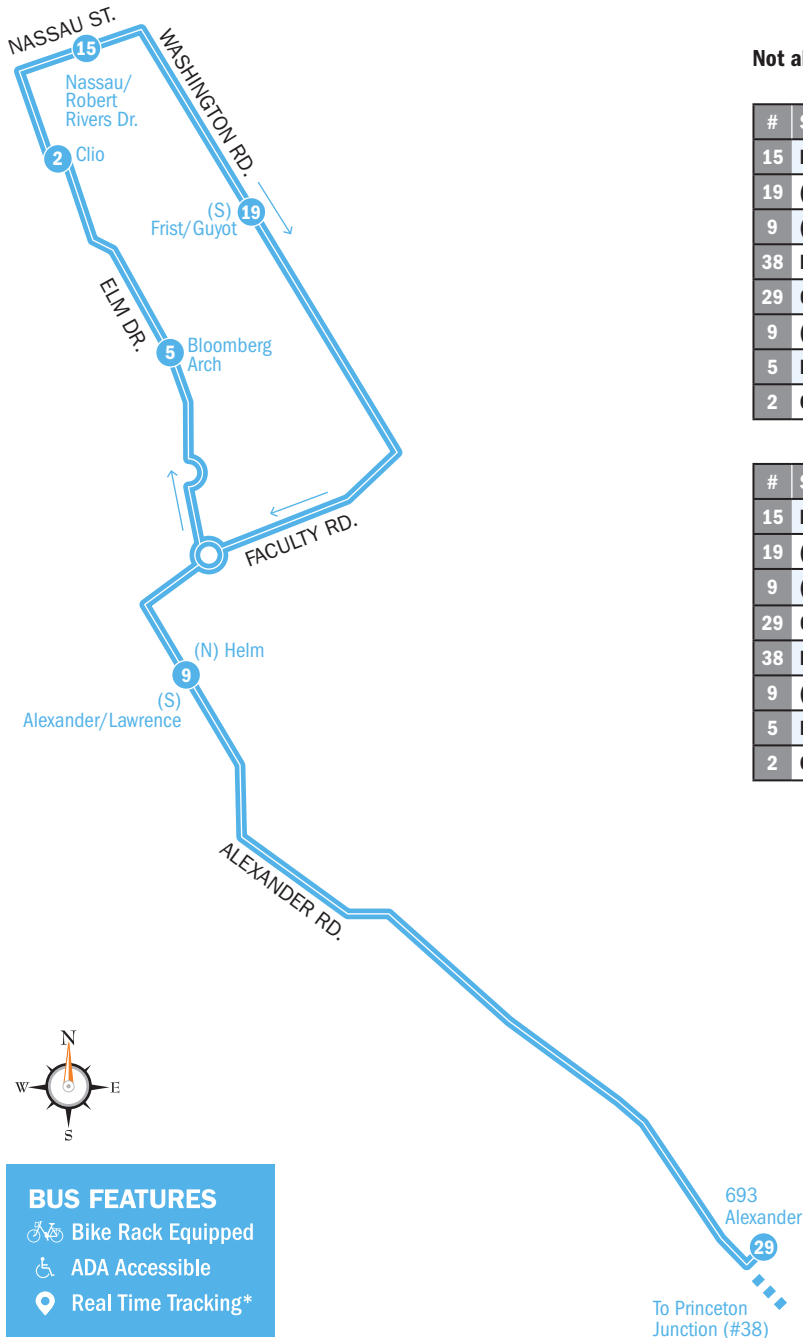 NASSAU ST.
15
Nassau/
Robert
Rivers Dr.
WASHINGTON RD.
2 Clio
(S)
Frist/Guyot
19
ELM DR.
5 Bloomberg
Arch
FACULTY RD.
(N) Helm
9
(S)
Alexander/Lawrence
ALEXANDER RD.
N
W E
S
BUS FEATURES
Bike Rack Equipped
ADA Accessible
Real Time Tracking*
693
Alexander
29
To Princeton
Junction (#38)
Not
#
15
19 (
9 (
38
29
9 (
5
2
#
15
19 (
9 (
29
38
9 (
5
2